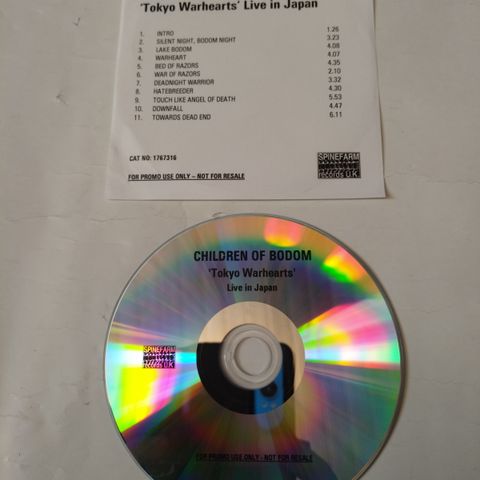 'Tokyo Warhearts' Live in Japan
1. INTRO 1.26
2. SILENT NIGHT, BODOM NIGHT 3.23
3. LAKE BODOM 4.08
4. WARHEART 4.07
5. BED OF RAZORS 4.35
6. WAR OF RAZORS 2.10
7. DEADNIGHT WARRIOR 3.32
8. HATEBREEDER 4.30
9. TOUCH LIKE ANGEL OF DEATH 5.53
10. DOWNFALL 4.47
11. TOWARDS DEAD END 6.11
CAT NO: 1767316
SPINEFARM
records U.K
FOR PROMO USE ONLY – NOT FOR RESALE
CHILDREN OF BODOM
'Tokyo Warhearts'
Live in Japan
SPINEFARM
records U.K
FOR PROMO USE ONLY - NOT FOR RESALE